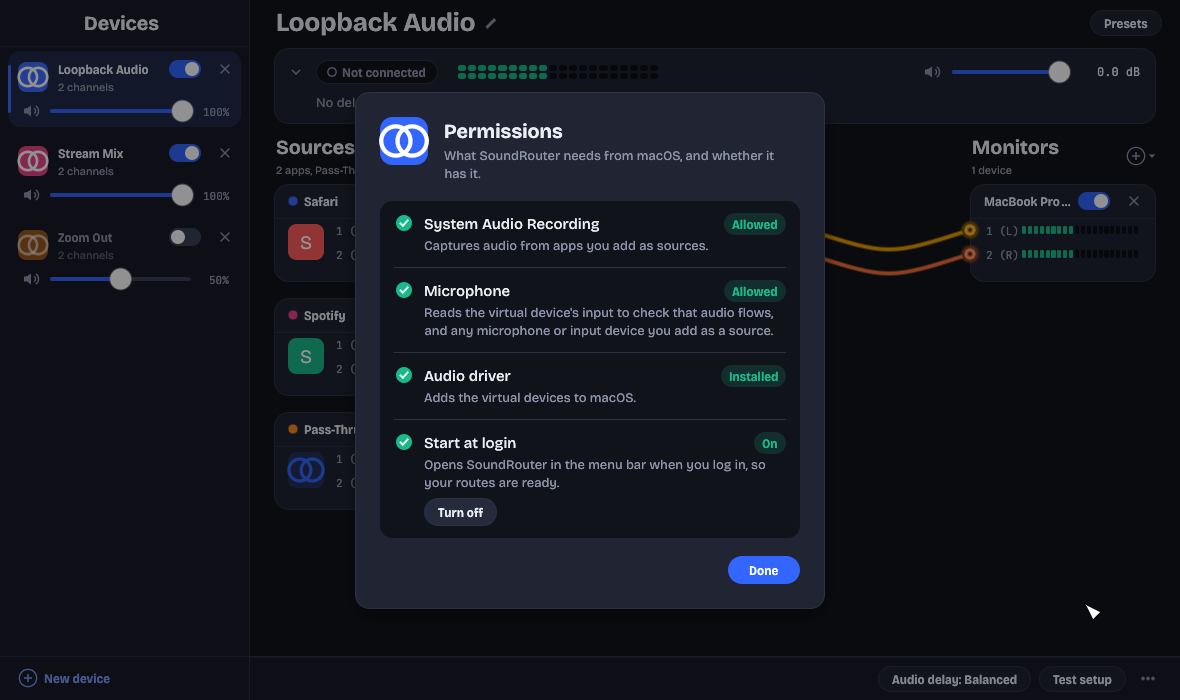 Devices
Loopback Audio
2 channels
100%
Stream Mix
2 channels
100%
Zoom Out
2 channels
50%
New device
Loopback Audio
Presets
Not connected
0.0 dB
No del
Sources
2 apps, Pass-Th
Safari
S
1 (
2 (
Spotify
S
1 (
2 (
Pass-Thru
1 (
2 (
Permissions
What SoundRouter needs from macOS, and whether it
has it.
System Audio Recording
Allowed
Captures audio from apps you add as sources.
Microphone
Allowed
Reads the virtual device's input to check that audio flows,
and any microphone or input device you add as a source.
Audio driver
Installed
Adds the virtual devices to macOS.
Start at login
On
Opens SoundRouter in the menu bar when you log in, so
your routes are ready.
Turn off
Done
Monitors
1 device
MacBook Pro...
1 (L)
2 (R)
Audio delay: Balanced
Test setup